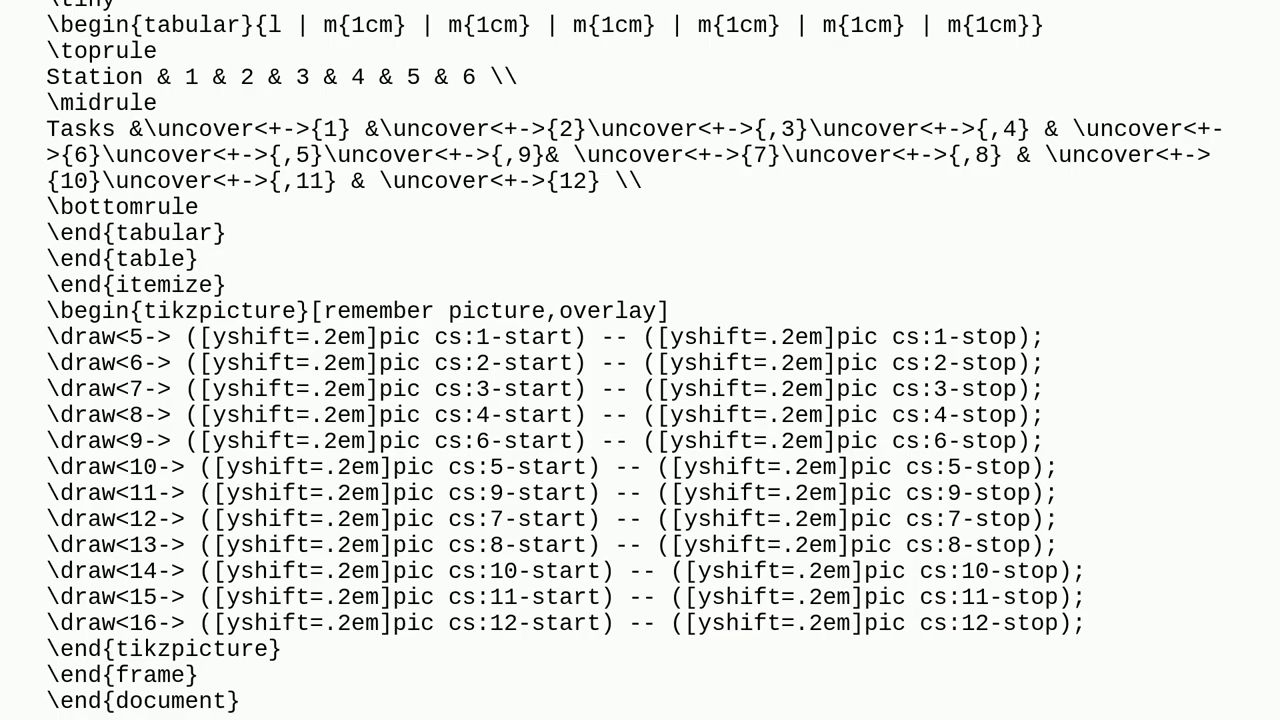 \tiny
\begin{tabular}{l | m{1cm} | m{1cm} | m{1cm} | m{1cm} | m{1cm} | m{1cm}}
\toprule
Station & 1 & 2 & 3 & 4 & 5 & 6 \\
\midrule
Tasks &\uncover<+->{1} &\uncover<+->{2}\uncover<+->{,3}\uncover<+->{,4} & \uncover<+-
>{6}\uncover<+->{,5}\uncover<+->{,9}& \uncover<+->{7}\uncover<+->{,8} & \uncover<+->
{10}\uncover<+->{,11} & \uncover<+->{12} \\
\bottomrule
\end{tabular}
\end{table}
\end{itemize}
\begin{tikzpicture}[remember picture,overlay]
\draw<5-> ([yshift=.2em]pic cs:1-start) -- ([yshift=.2em]pic cs:1-stop);
\draw<6-> ([yshift=.2em]pic cs:2-start) -- ([yshift=.2em]pic cs:2-stop);
\draw<7-> ([yshift=.2em]pic cs:3-start) -- ([yshift=.2em]pic cs:3-stop);
\draw<8-> ([yshift=.2em]pic cs:4-start) -- ([yshift=.2em]pic cs:4-stop);
\draw<9-> ([yshift=.2em]pic cs:6-start) -- ([yshift=.2em]pic cs:6-stop);
\draw<10-> ([yshift=.2em]pic cs:5-start) -- ([yshift=.2em]pic cs:5-stop);
\draw<11-> ([yshift=.2em]pic cs:9-start) -- ([yshift=.2em]pic cs:9-stop);
\draw<12-> ([yshift=.2em]pic cs:7-start) -- ([yshift=.2em]pic cs:7-stop);
\draw<13-> ([yshift=.2em]pic cs:8-start) -- ([yshift=.2em]pic cs:8-stop);
\draw<14-> ([yshift=.2em]pic cs:10-start) -- ([yshift=.2em]pic cs:10-stop);
\draw<15-> ([yshift=.2em]pic cs:11-start) -- ([yshift=.2em]pic cs:11-stop);
\draw<16-> ([yshift=.2em]pic cs:12-start) -- ([yshift=.2em]pic cs:12-stop);
\end{tikzpicture}
\end{frame}
\end{document}